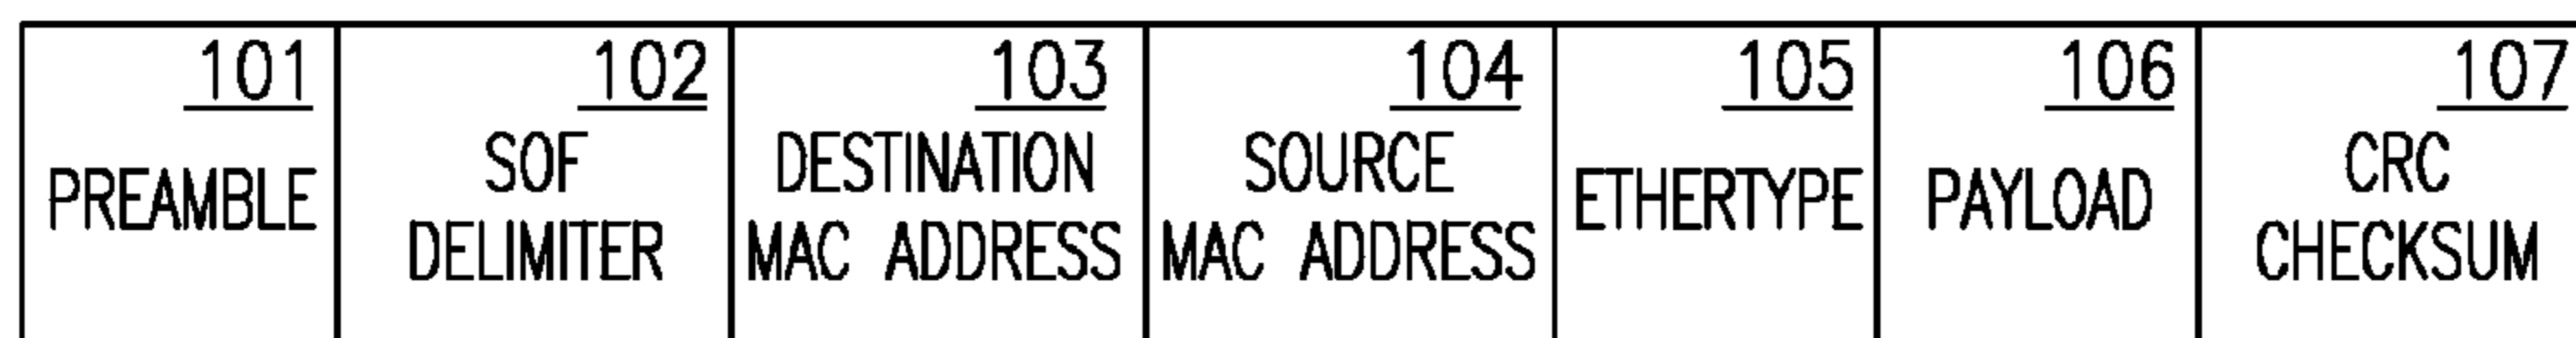 101 102 103 104 105 106 107
PREAMBLE
SOF
DELIMITER
DESTINATION
MAC ADDRESS
SOURCE
MAC ADDRESS
ETHERTYPE
PAYLOAD
CRC
CHECKSUM